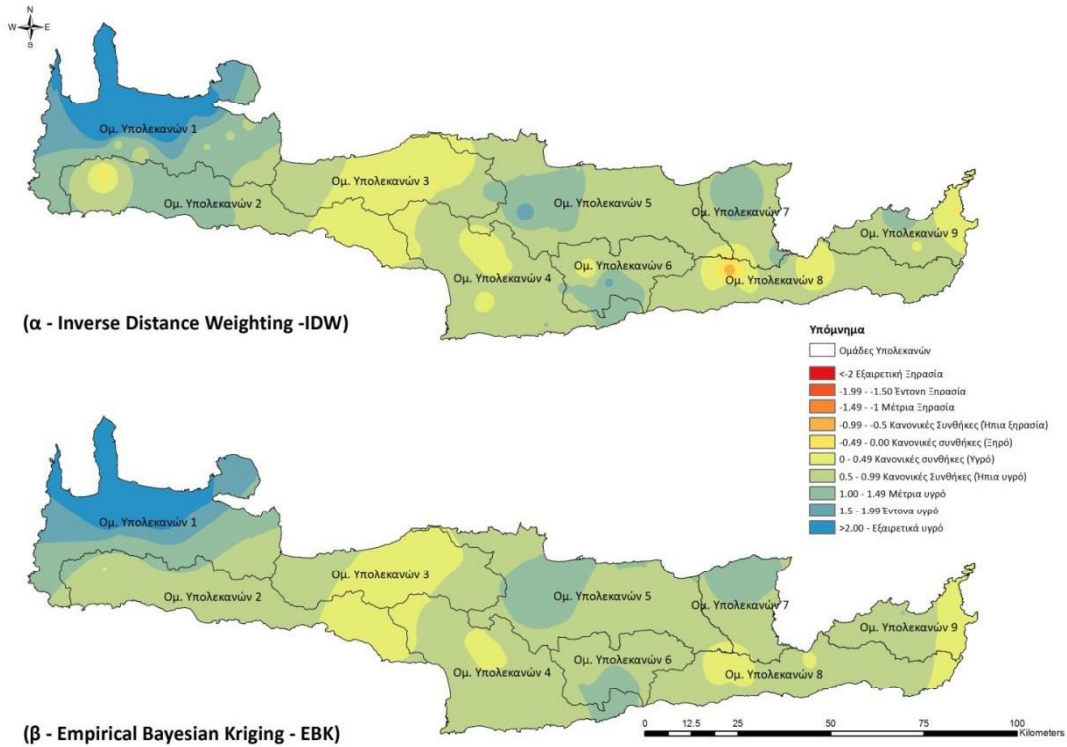 N
W E
S
Ομ. Υπολεκανών 1
Ομ. Υπολεκανών 2
Ομ. Υπολεκανών 3
Ομ. Υπολεκανών 4
Ομ. Υπολεκανών 5
Ομ. Υπολεκανών 6
Ομ. Υπολεκανών 7
Ομ. Υπολεκανών 8
Ομ. Υπολεκανών 9
(α - Inverse Distance Weighting -IDW)
Υπόμνημα
Ομάδες Υπολεκανών
<-2 Εξαιρετική Ξηρασία
-1.99 - -1.50 Έντονη Ξηρασία
-1.49 - -1 Μέτρια Ξηρασία
-0.99 - -0.5 Κανονικές Συνθήκες (Ήπια ξηρασία)
-0.49 - 0.00 Κανονικές συνθήκες (Ξηρό)
0 - 0.49 Κανονικές συνθήκες (Υγρό)
0.5 - 0.99 Κανονικές Συνθήκες (Ήπια υγρό)
1.00 - 1.49 Μέτρια υγρό
1.5 - 1.99 Έντονα υγρό
>2.00 - Εξαιρετικά υγρό
Ομ. Υπολεκανών 1
Ομ. Υπολεκανών 2
Ομ. Υπολεκανών 3
Ομ. Υπολεκανών 4
Ομ. Υπολεκανών 5
Ομ. Υπολεκανών 6
Ομ. Υπολεκανών 7
Ομ. Υπολεκανών 8
Ομ. Υπολεκανών 9
(β - Empirical Bayesian Kriging - EBK)
0 12.5 25 50 75 100
Kilometers